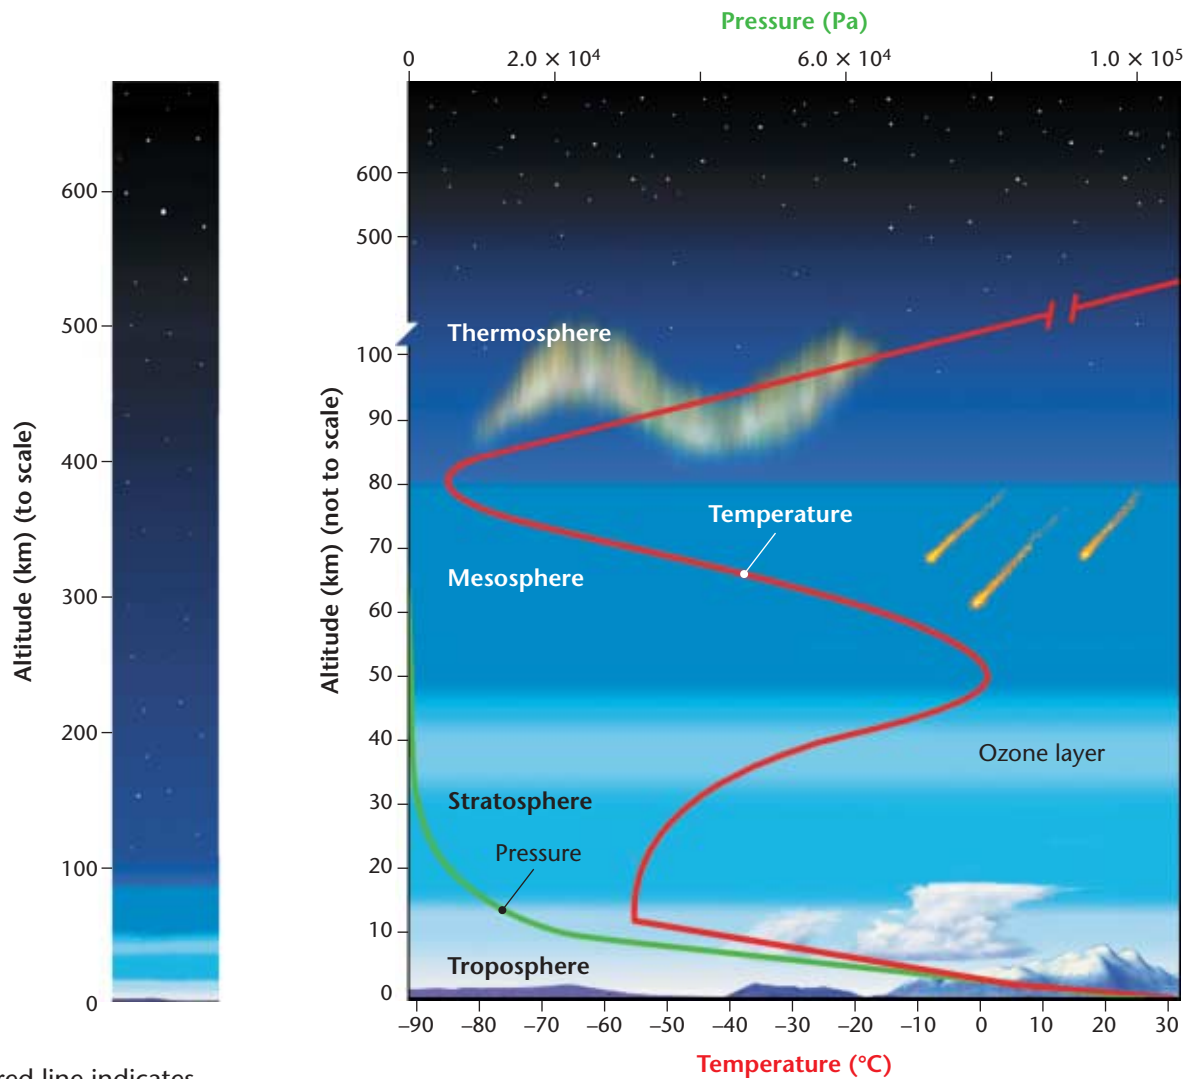 Pressure (Pa)
0
2.0 × 10⁴
6.0 × 10⁴
1.0 × 10⁵
Altitude (km) (to scale)
600
500
400
300
200
100
0
Altitude (km) (not to scale)
600
500
100
90
80
70
60
50
40
30
20
10
0
Thermosphere
Temperature
Mesosphere
Ozone layer
Stratosphere
Pressure
Troposphere
–90 –80 –70 –60 –50 –40 –30 –20 –10 0 10 20 30
Temperature (°C)
red line indicates